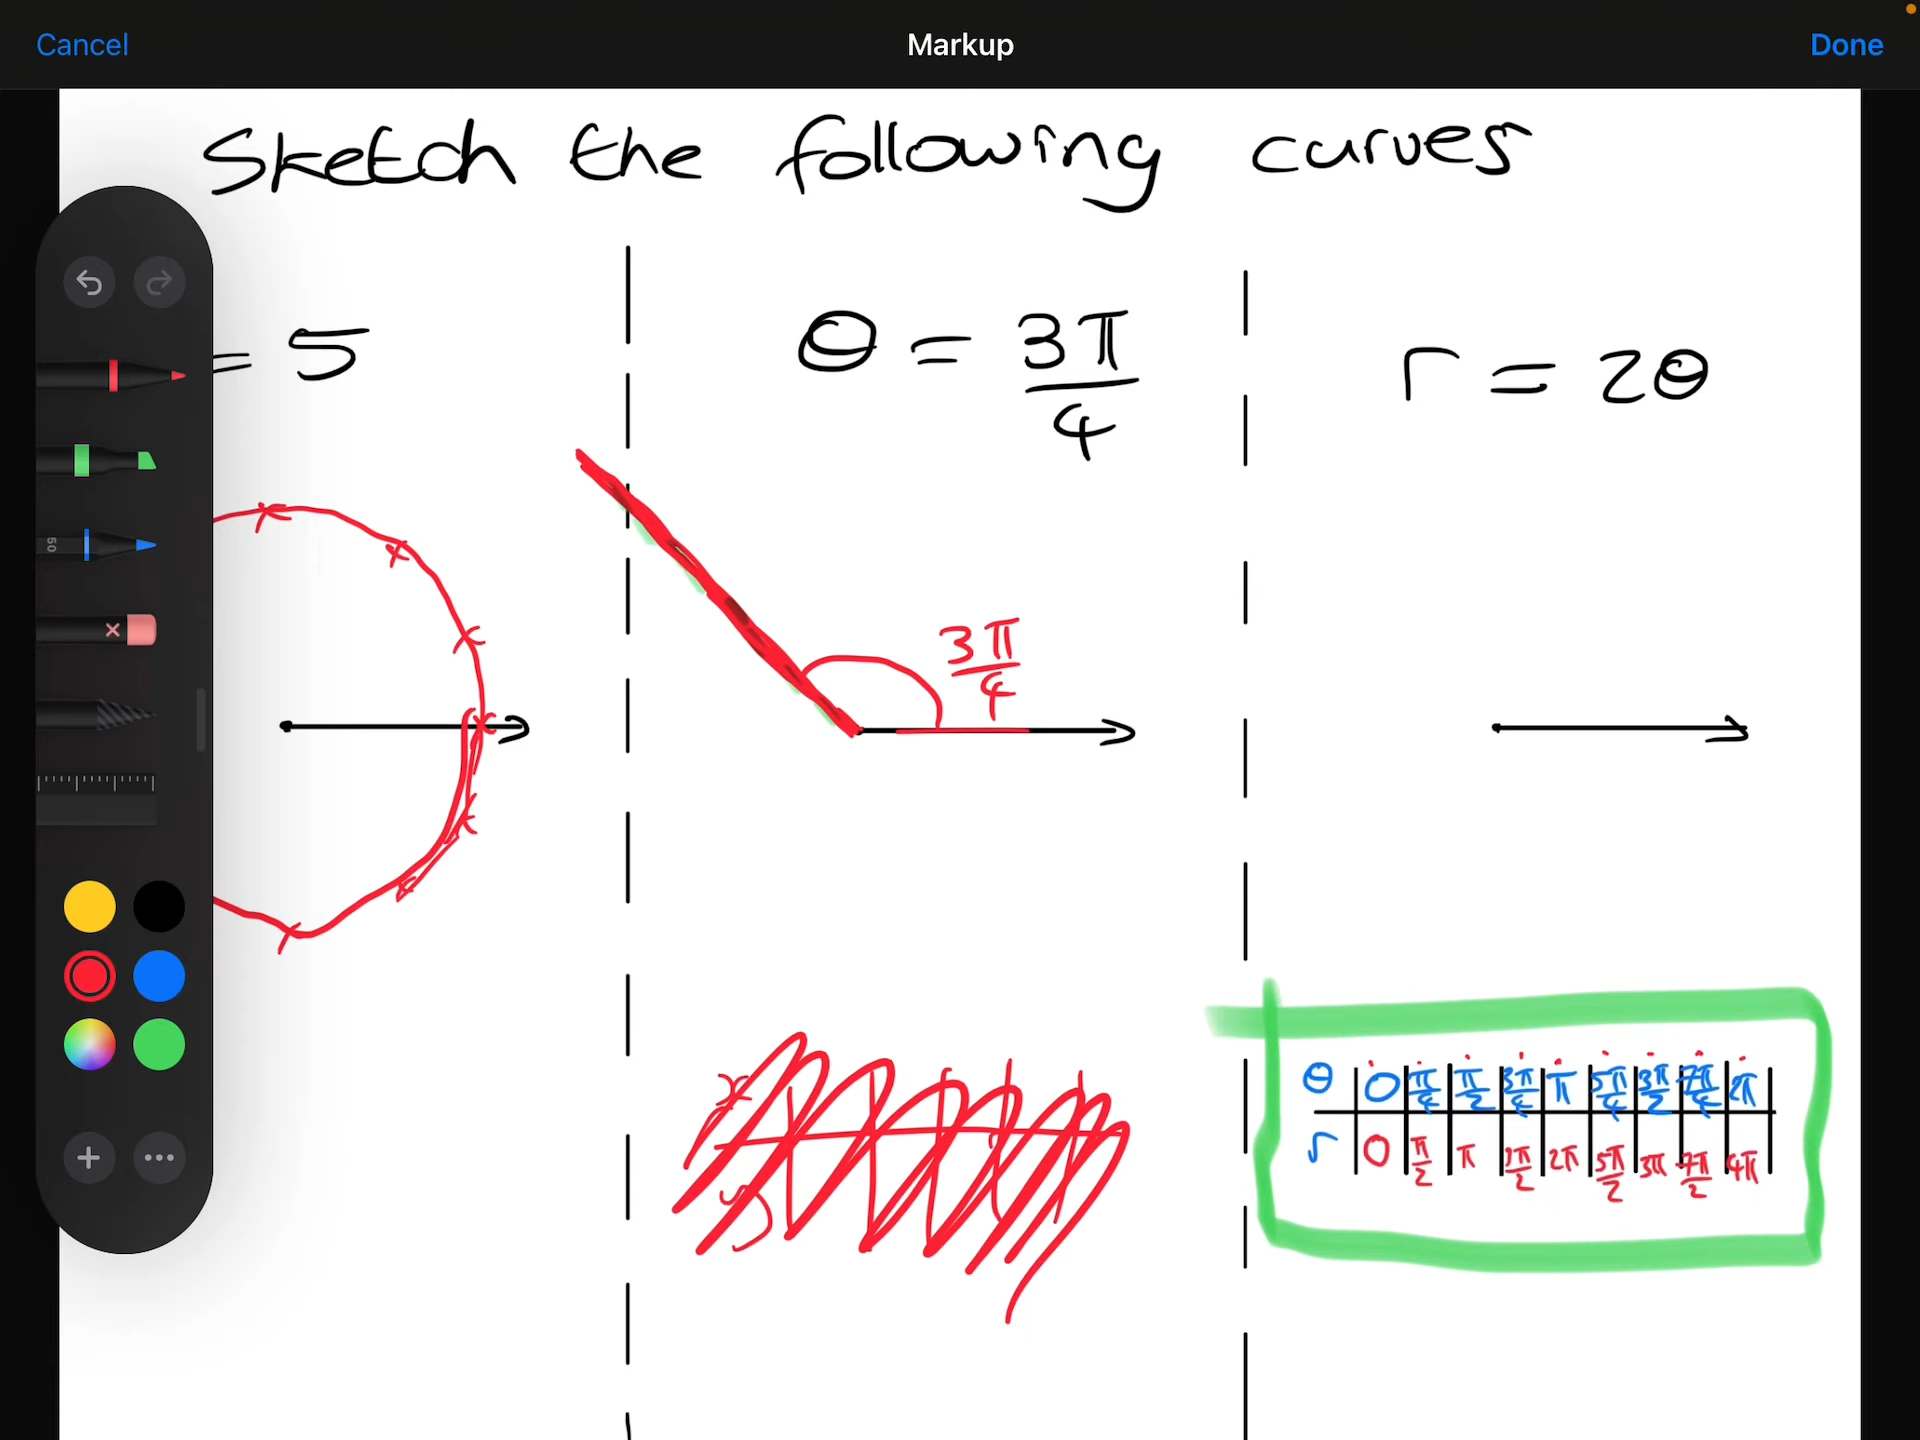 Cancel Markup Done
Sketch the following curves
= 5
θ = 3π/4
r = 2θ
50
3π/4
θ 0 π/4 π/2 3π/4 π 5π/4 3π/2 7π/4 2π
r 0 π/2 π 3π/2 2π 5π/2 3π 7π/2 4π